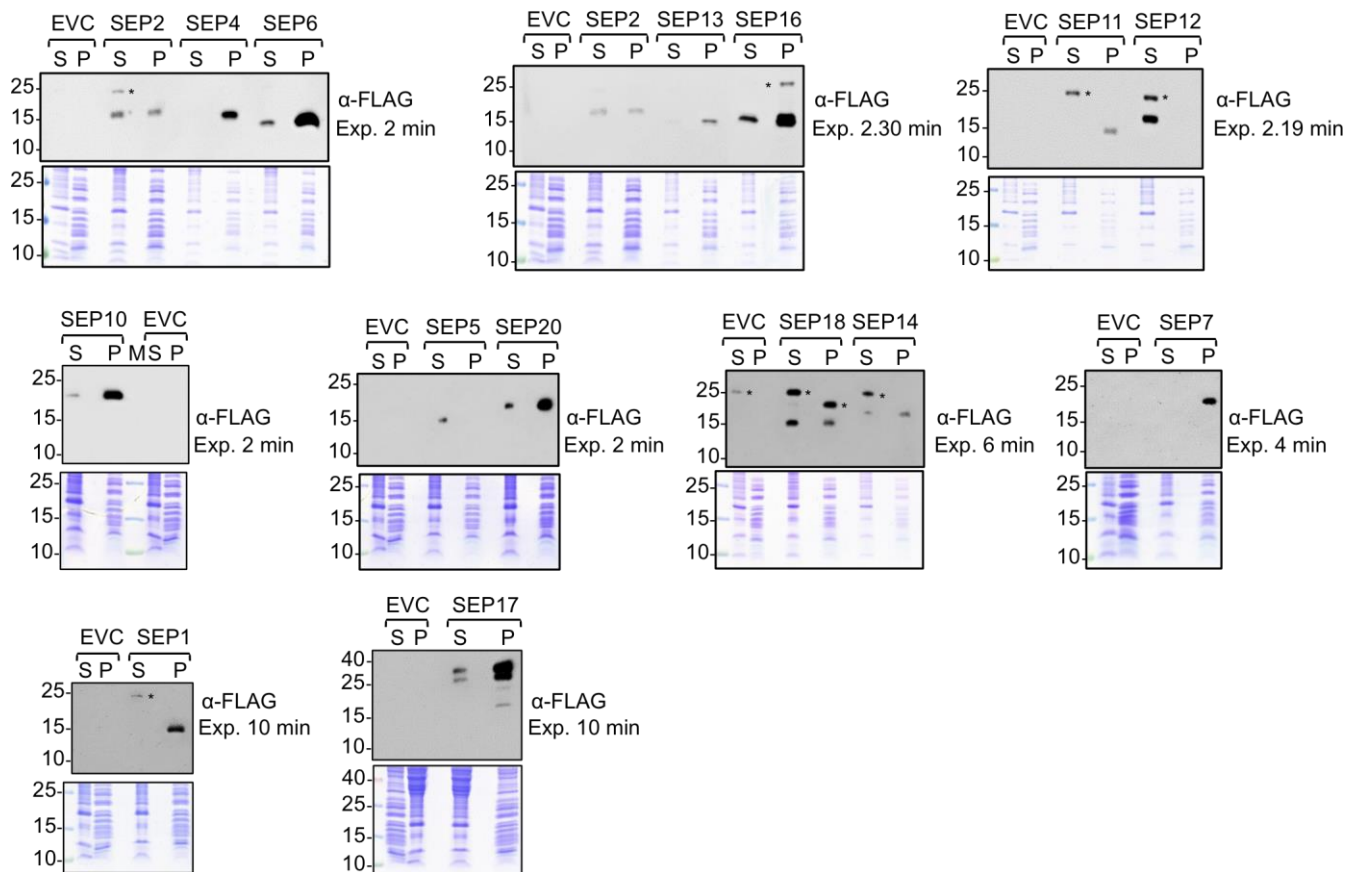 EVC SEP2 SEP4 SEP6
S P S P S P S P
25
*
15
10
α-FLAG
Exp. 2 min
25
15
10
EVC SEP2 SEP13 SEP16
S P S P S P S P
25
*
15
10
α-FLAG
Exp. 2.30 min
25
15
10
EVC SEP11 SEP12
S P S P S P
25
* *
15
10
α-FLAG
Exp. 2.19 min
25
15
10
SEP10 EVC
S P M S P
25
15
10
α-FLAG
Exp. 2 min
25
15
10
EVC SEP5 SEP20
S P S P S P
25
15
10
α-FLAG
Exp. 2 min
25
15
10
EVC SEP18 SEP14
S P S P S P
25
* * * *
15
10
α-FLAG
Exp. 6 min
25
15
10
EVC SEP7
S P S P
25
15
10
α-FLAG
Exp. 4 min
25
15
10
EVC SEP1
S P S P
25
*
15
10
α-FLAG
Exp. 10 min
25
15
10
EVC SEP17
S P S P
40
25
15
10
α-FLAG
Exp. 10 min
40
25
15
10